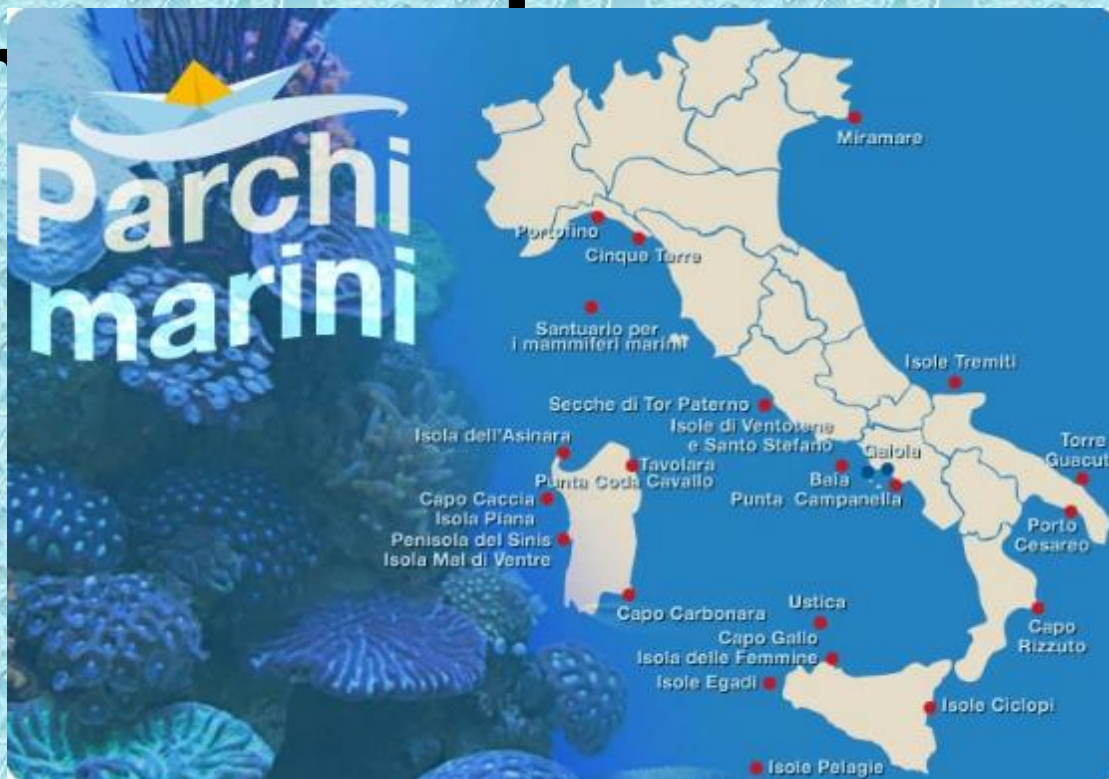 Parchi
marini
Miramare
Portofino
Cinque Terre
Santuario per
i mammiferi marini
Isole Tremiti
Secche di Tor Paterno
Isole di Ventotene
e Santo Stefano
Gaiola
Torre
Guacut
Isola dell'Asinara
Tavolara
Punta Coda Cavallo
Baia
Punta Campanella
Capo Caccia
Isola Piana
Porto
Cesareo
Penisola del Sinis
Isola Mal di Ventre
Capo Carbonara
Ustica
Capo Gallo
Isola delle Femmine
Capo
Rizzuto
Isole Egadi
Isole Ciclopi
Isole Pelagie